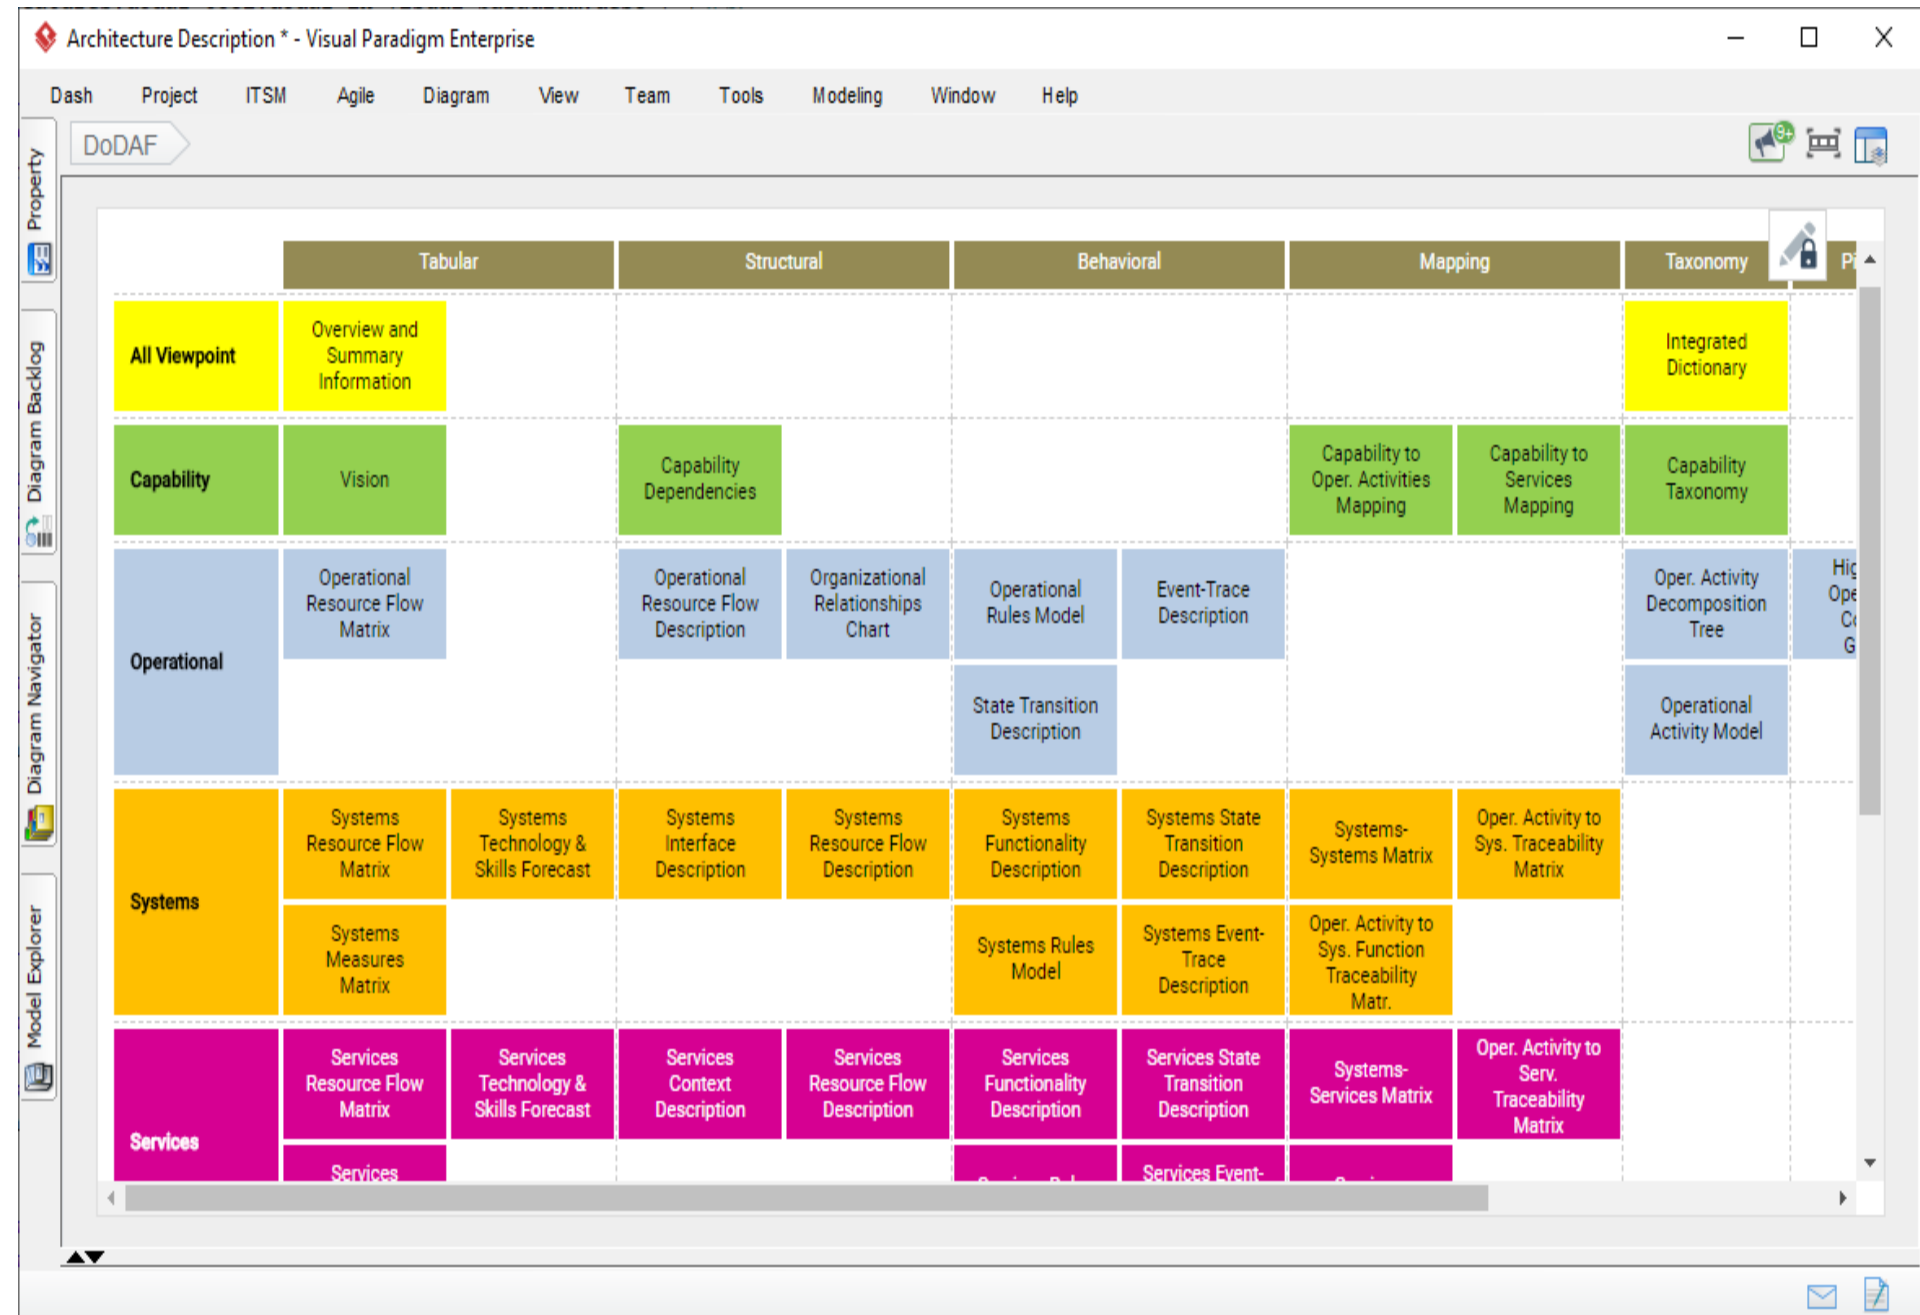 Architecture Description * - Visual Paradigm Enterprise
Dash Project ITSM Agile Diagram View Team Tools Modeling Window Help
DoDAF
9+
Property
Diagram Backlog
Diagram Navigator
Model Explorer
Tabular Structural Behavioral Mapping Taxonomy
All Viewpoint
Overview and
Summary
Information
Integrated
Dictionary
Capability
Vision
Capability
Dependencies
Capability to
Oper. Activities
Mapping
Capability to
Services
Mapping
Capability
Taxonomy
Operational
Operational
Resource Flow
Matrix
Operational
Resource Flow
Description
Organizational
Relationships
Chart
Operational
Rules Model
Event-Trace
Description
Oper. Activity
Decomposition
Tree
State Transition
Description
Operational
Activity Model
Systems
Systems
Resource Flow
Matrix
Systems
Technology &
Skills Forecast
Systems
Interface
Description
Systems
Resource Flow
Description
Systems
Functionality
Description
Systems State
Transition
Description
Systems-
Systems Matrix
Oper. Activity to
Sys. Traceability
Matrix
Systems
Measures
Matrix
Systems Rules
Model
Systems Event-
Trace
Description
Oper. Activity to
Sys. Function
Traceability
Matr.
Services
Services
Resource Flow
Matrix
Services
Technology &
Skills Forecast
Services
Context
Description
Services
Resource Flow
Description
Services
Functionality
Description
Services State
Transition
Description
Systems-
Services Matrix
Oper. Activity to
Serv.
Traceability
Matrix
Services
Services Event-